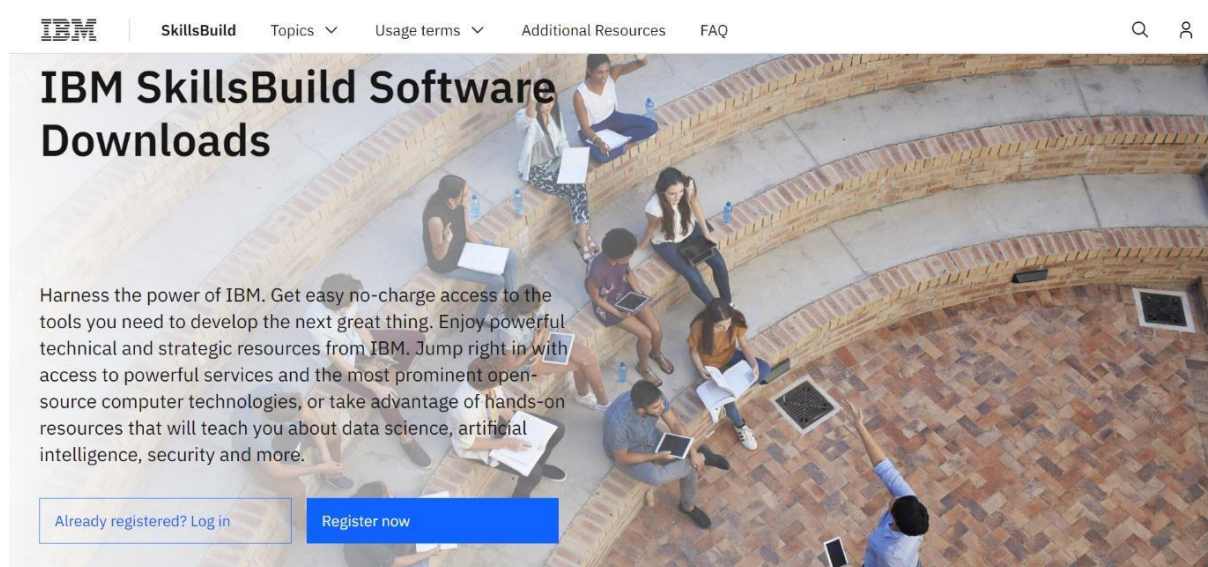 IBM SkillsBuild Topics Usage terms Additional Resources FAQ
IBM SkillsBuild Software
Downloads
Harness the power of IBM. Get easy no-charge access to the
tools you need to develop the next great thing. Enjoy powerful
technical and strategic resources from IBM. Jump right in with
access to powerful services and the most prominent open-
source computer technologies, or take advantage of hands-on
resources that will teach you about data science, artificial
intelligence, security and more.
Already registered? Log in Register now